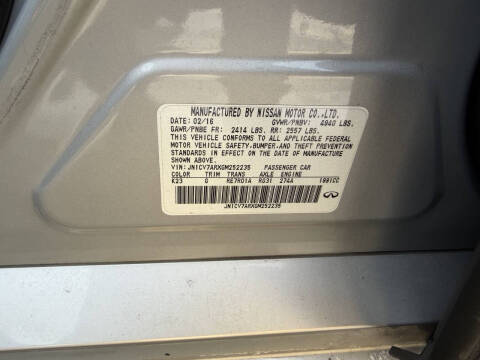 MANUFACTURED BY NISSAN MOTOR CO.,LTD.
DATE: 02/16 GVWR/PNBV: 4940 LBS.
GAWR/PNBE FR: 2414 LBS. RR: 2557 LBS.
THIS VEHICLE CONFORMS TO ALL APPLICABLE FEDERAL
MOTOR VEHICLE SAFETY,BUMPER,AND THEFT PREVENTION
STANDARDS IN EFFECT ON THE DATE OF MANUFACTURE
SHOWN ABOVE.
VIN: JN1CV7ARXGM252235 PASSENGER CAR
COLOR TRIM TRANS AXLE ENGINE
K23 G RE7R01A RG31 274A 1991CC
JN1CV7ARXGM252235